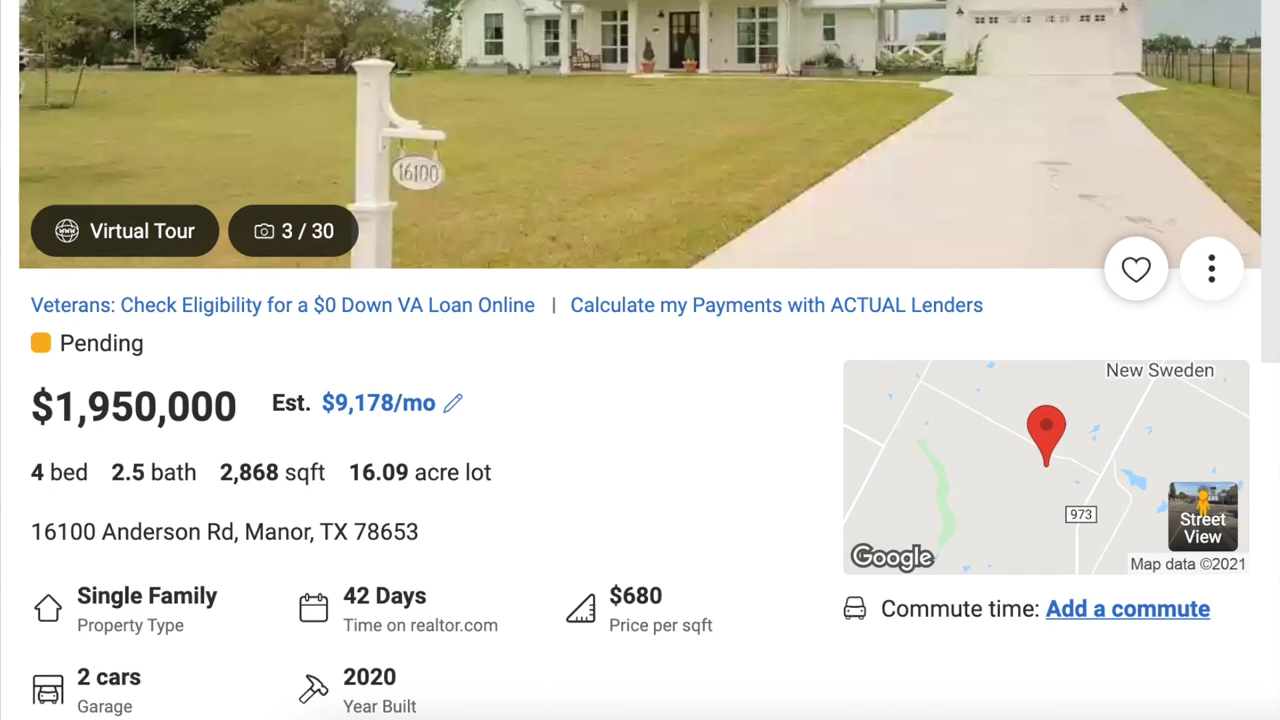 16100
Virtual Tour
3 / 30
Veterans: Check Eligibility for a $0 Down VA Loan Online | Calculate my Payments with ACTUAL Lenders
Pending
$1,950,000 Est. $9,178/mo
4 bed 2.5 bath 2,868 sqft 16.09 acre lot
16100 Anderson Rd, Manor, TX 78653
New Sweden
973
Street
View
Google
Map data ©2021
Commute time: Add a commute
Single Family
Property Type
42 Days
Time on realtor.com
$680
Price per sqft
2 cars
Garage
2020
Year Built